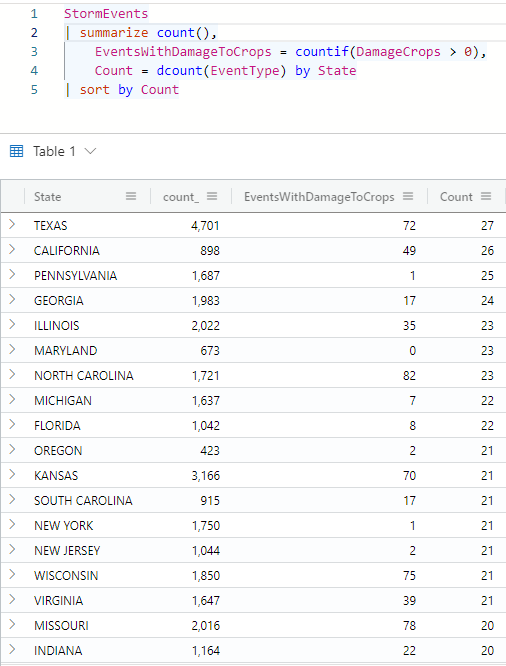 1 StormEvents
2 | summarize count(),
3 EventsWithDamageToCrops = countif(DamageCrops > 0),
4 Count = dcount(EventType) by State
5 | sort by Count
Table 1
State count_ EventsWithDamageToCrops Count
TEXAS 4,701 72 27
CALIFORNIA 898 49 26
PENNSYLVANIA 1,687 1 25
GEORGIA 1,983 17 24
ILLINOIS 2,022 35 23
MARYLAND 673 0 23
NORTH CAROLINA 1,721 82 23
MICHIGAN 1,637 7 22
FLORIDA 1,042 8 22
OREGON 423 2 21
KANSAS 3,166 70 21
SOUTH CAROLINA 915 17 21
NEW YORK 1,750 1 21
NEW JERSEY 1,044 2 21
WISCONSIN 1,850 75 21
VIRGINIA 1,647 39 21
MISSOURI 2,016 78 20
INDIANA 1,164 22 20